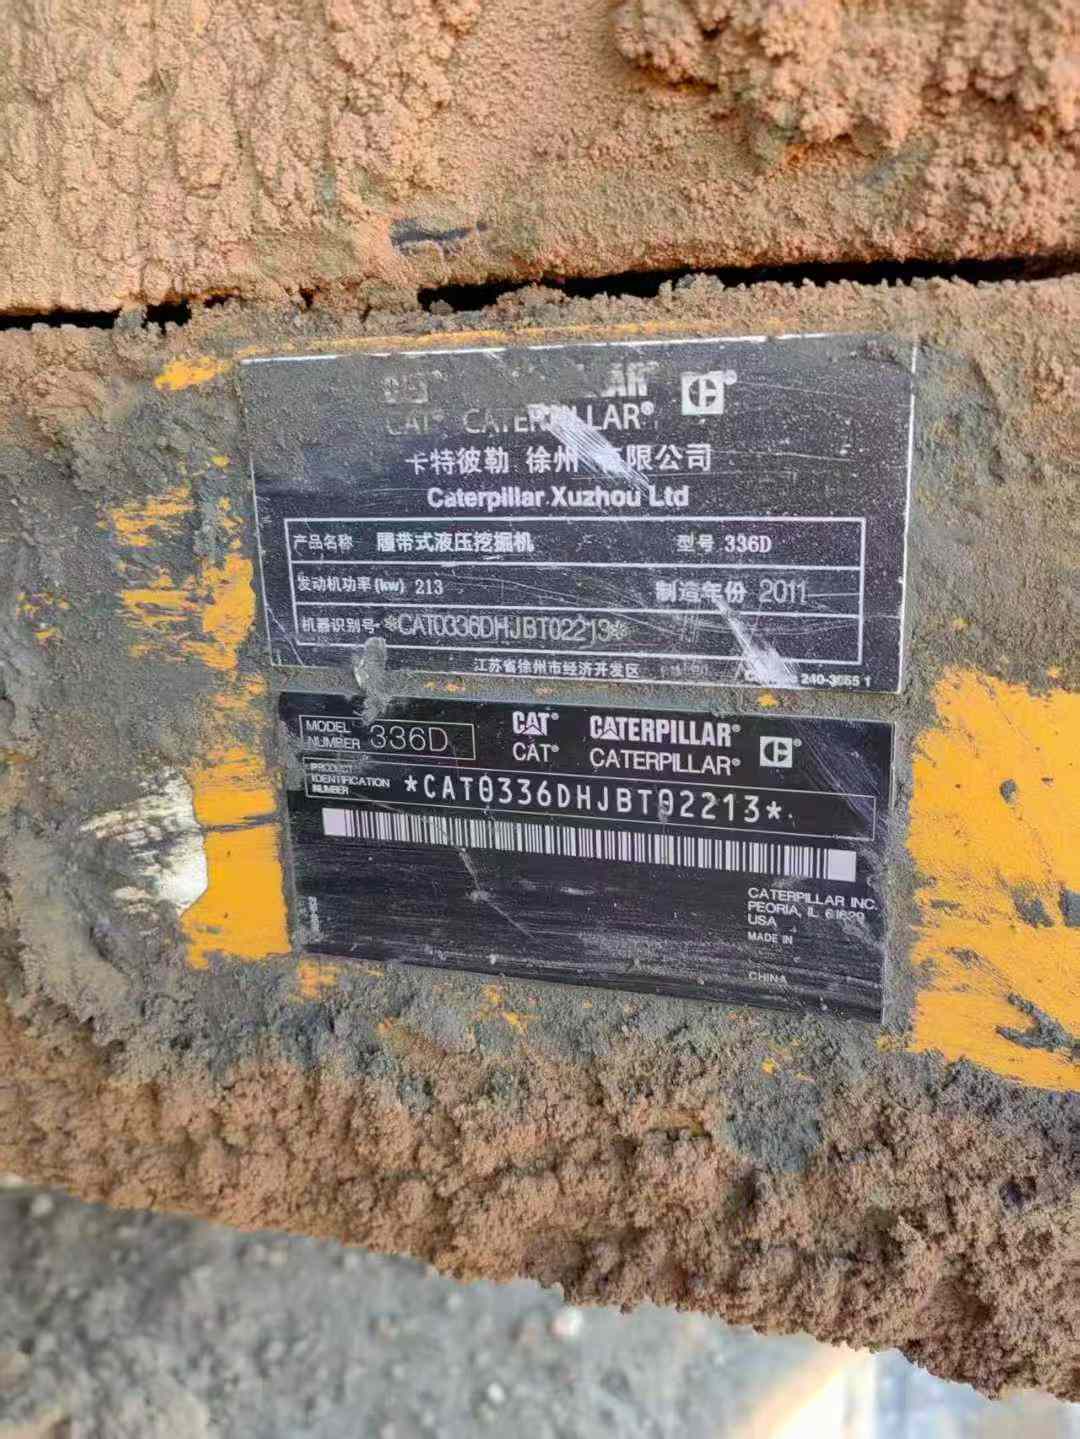 CAT® CATERPILLAR®
卡特彼勒 徐州 有限公司
Caterpillar Xuzhou Ltd
产品名称 履带式液压挖掘机 型号 336D
发动机功率(kw) 213 制造年份 2011
机器识别号 *CAT0336DHJBT02213*
江苏省徐州市经济开发区
240-3665 1
MODEL NUMBER 336D
CAT® CATERPILLAR®
CAT® CATERPILLAR®
PRODUCT IDENTIFICATION NUMBER *CAT0336DHJBT02213*
CATERPILLAR INC.
PEORIA, IL 61629
USA
MADE IN
CHINA